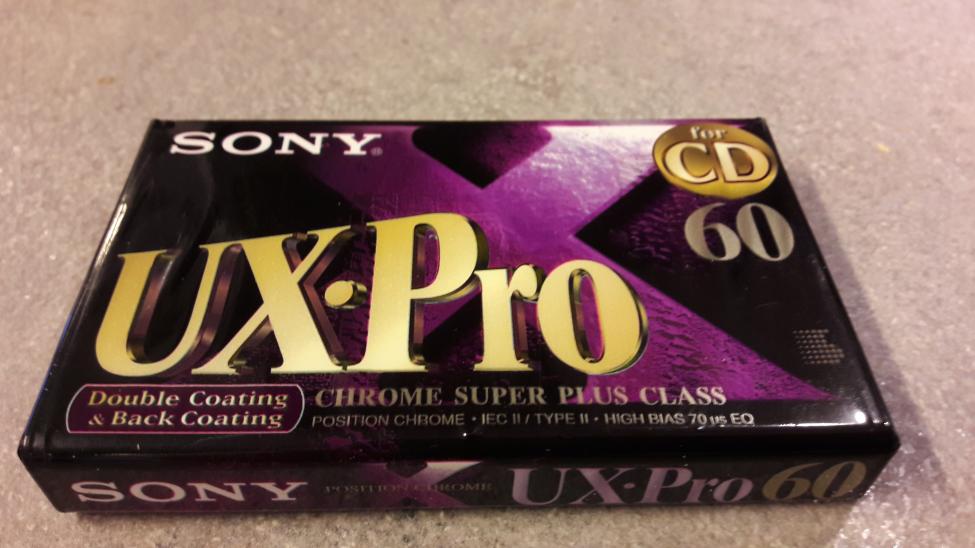 SONY®
for
CD
60
UX·Pro
Double Coating
& Back Coating
CHROME SUPER PLUS CLASS
POSITION CHROME • IEC II / TYPE II • HIGH BIAS 70 µs EQ
SONY POSITION CHROME UX·Pro 60